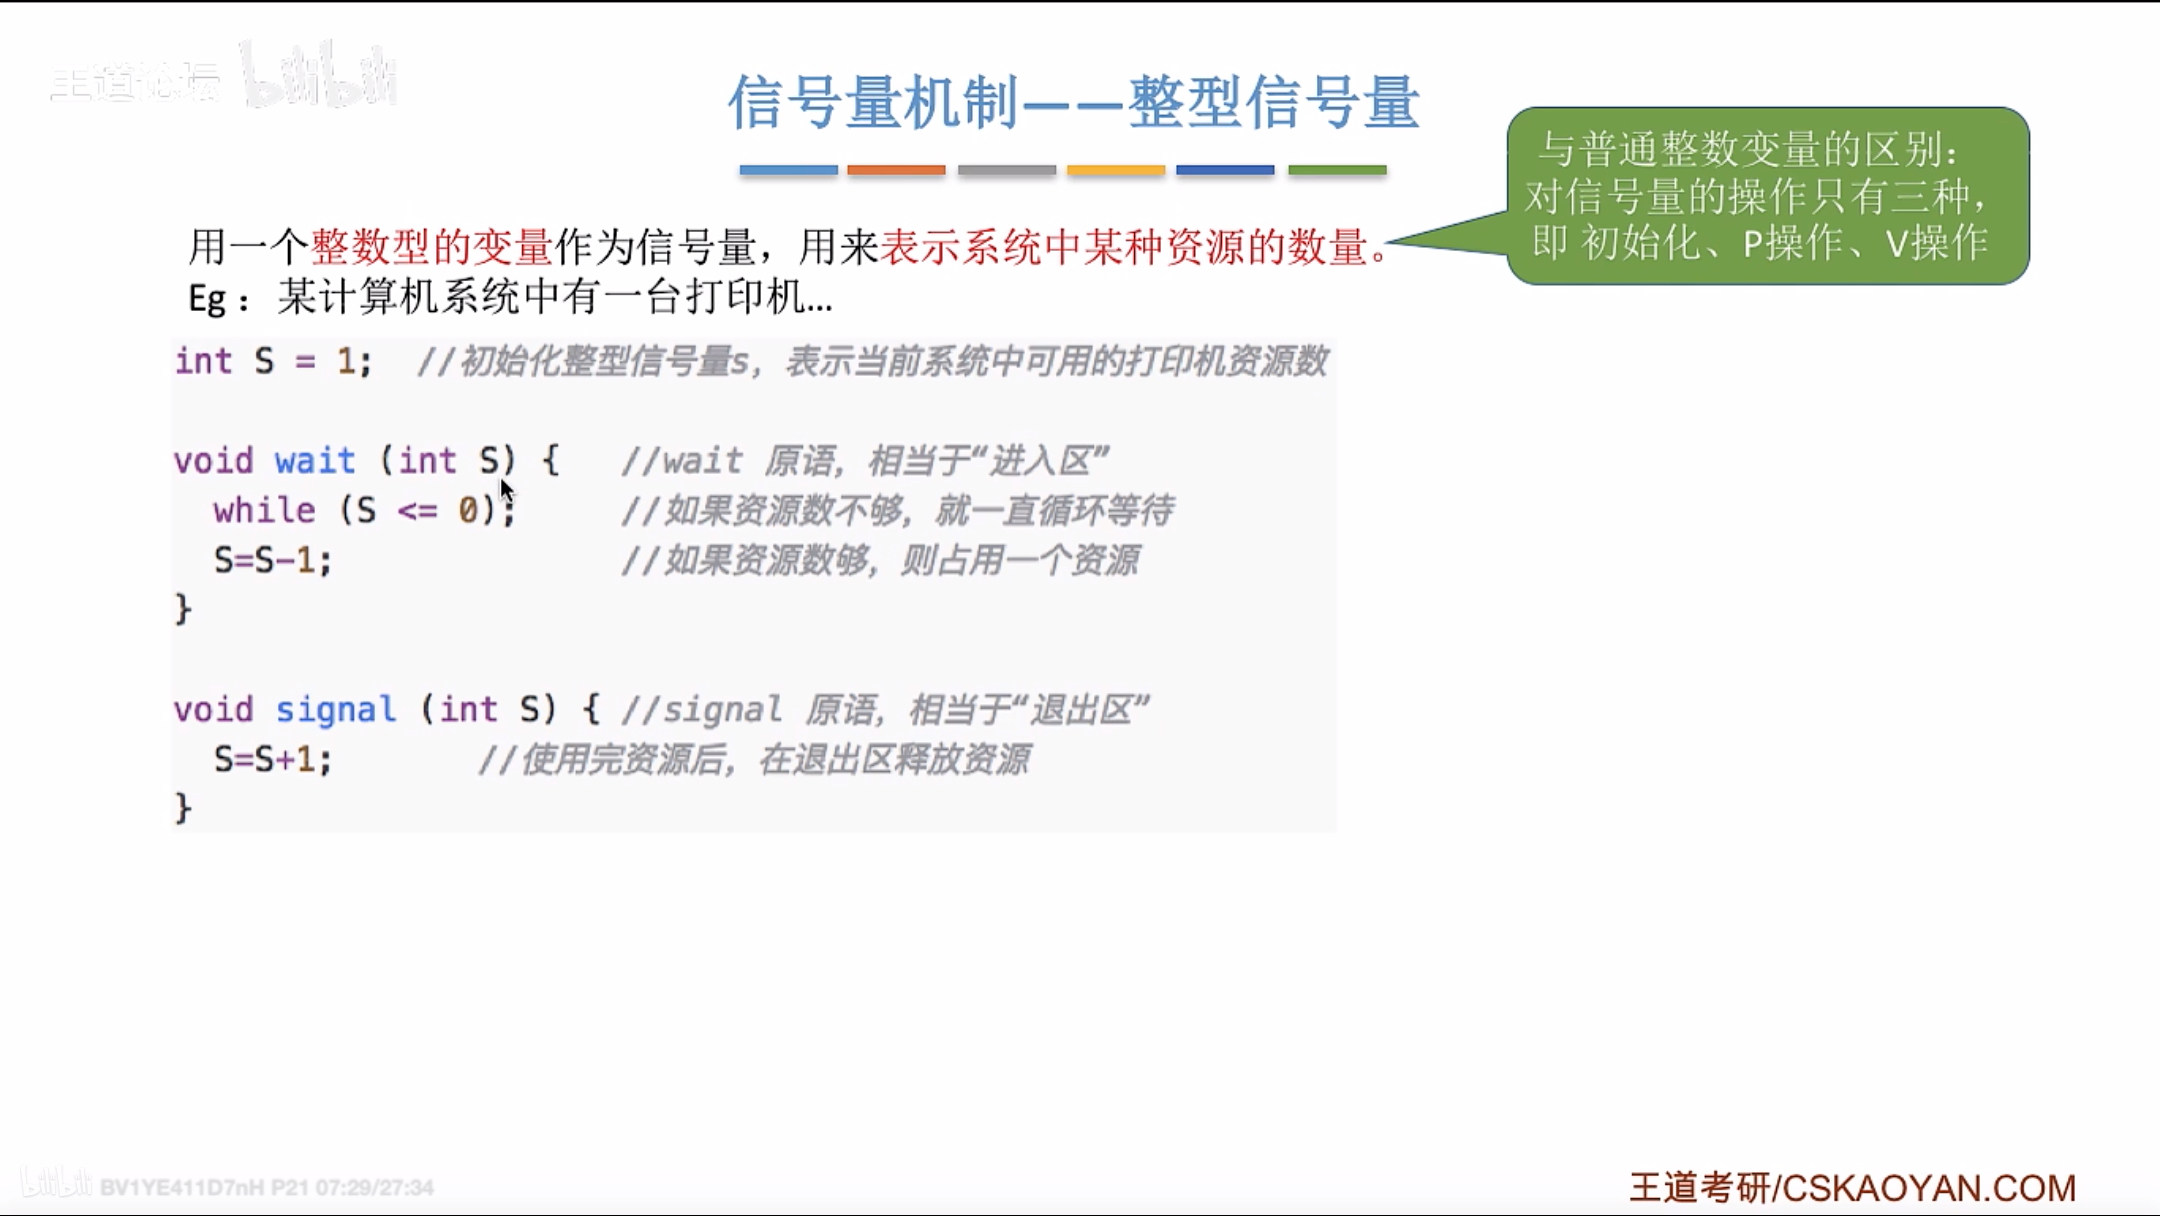 王道论坛 bilibili
信号量机制——整型信号量
与普通整数变量的区别：
对信号量的操作只有三种，
即 初始化、P操作、V操作
用一个整数型的变量作为信号量，用来表示系统中某种资源的数量。
Eg：某计算机系统中有一台打印机...
int S = 1;  //初始化整型信号量s，表示当前系统中可用的打印机资源数
void wait (int S) {   //wait 原语，相当于“进入区”
while (S <= 0);      //如果资源数不够，就一直循环等待
S=S-1;      //如果资源数够，则占用一个资源
}
void signal (int S) { //signal 原语，相当于“退出区”
S=S+1;      //使用完资源后，在退出区释放资源
}
bilibili BV1YE411D7nH P21 07:29/27:34
王道考研/CSKAOYAN.COM